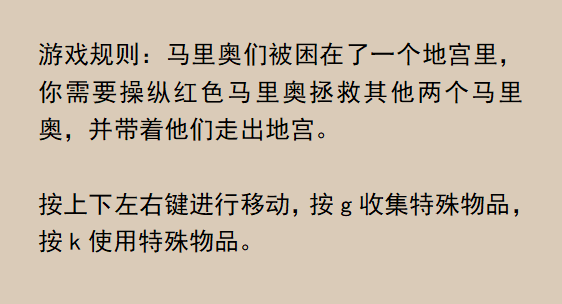 游戏规则：马里奥们被困在了一个地宫里，
你需要操纵红色马里奥拯救其他两个马里
奥，并带着他们走出地宫。
按上下左右键进行移动，按 g 收集特殊物品，
按 k 使用特殊物品。